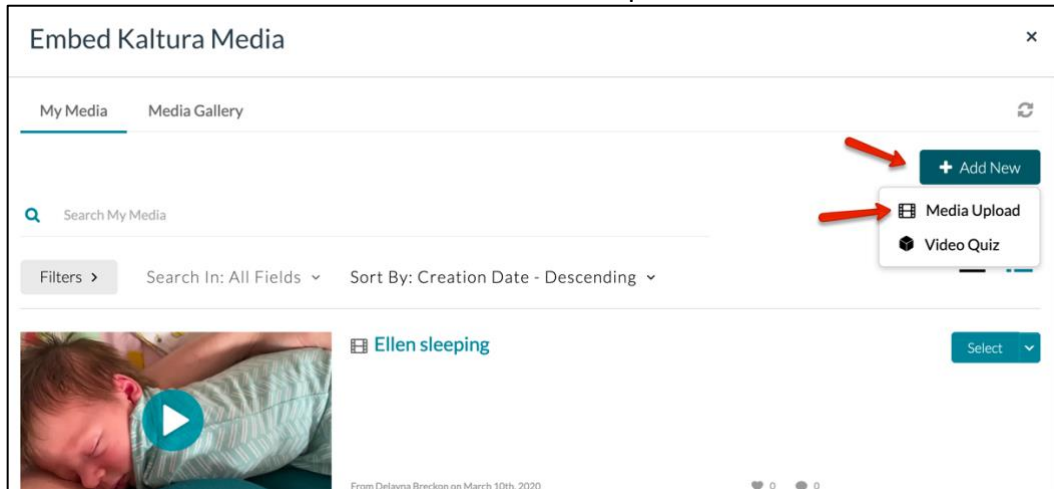 Embed Kaltura Media ×
My Media Media Gallery
+ Add New
Search My Media
Media Upload
Video Quiz
Filters > Search In: All Fields Sort By: Creation Date - Descending
Ellen sleeping
Select
From Delayna Breckon on March 10th, 2020 0 0